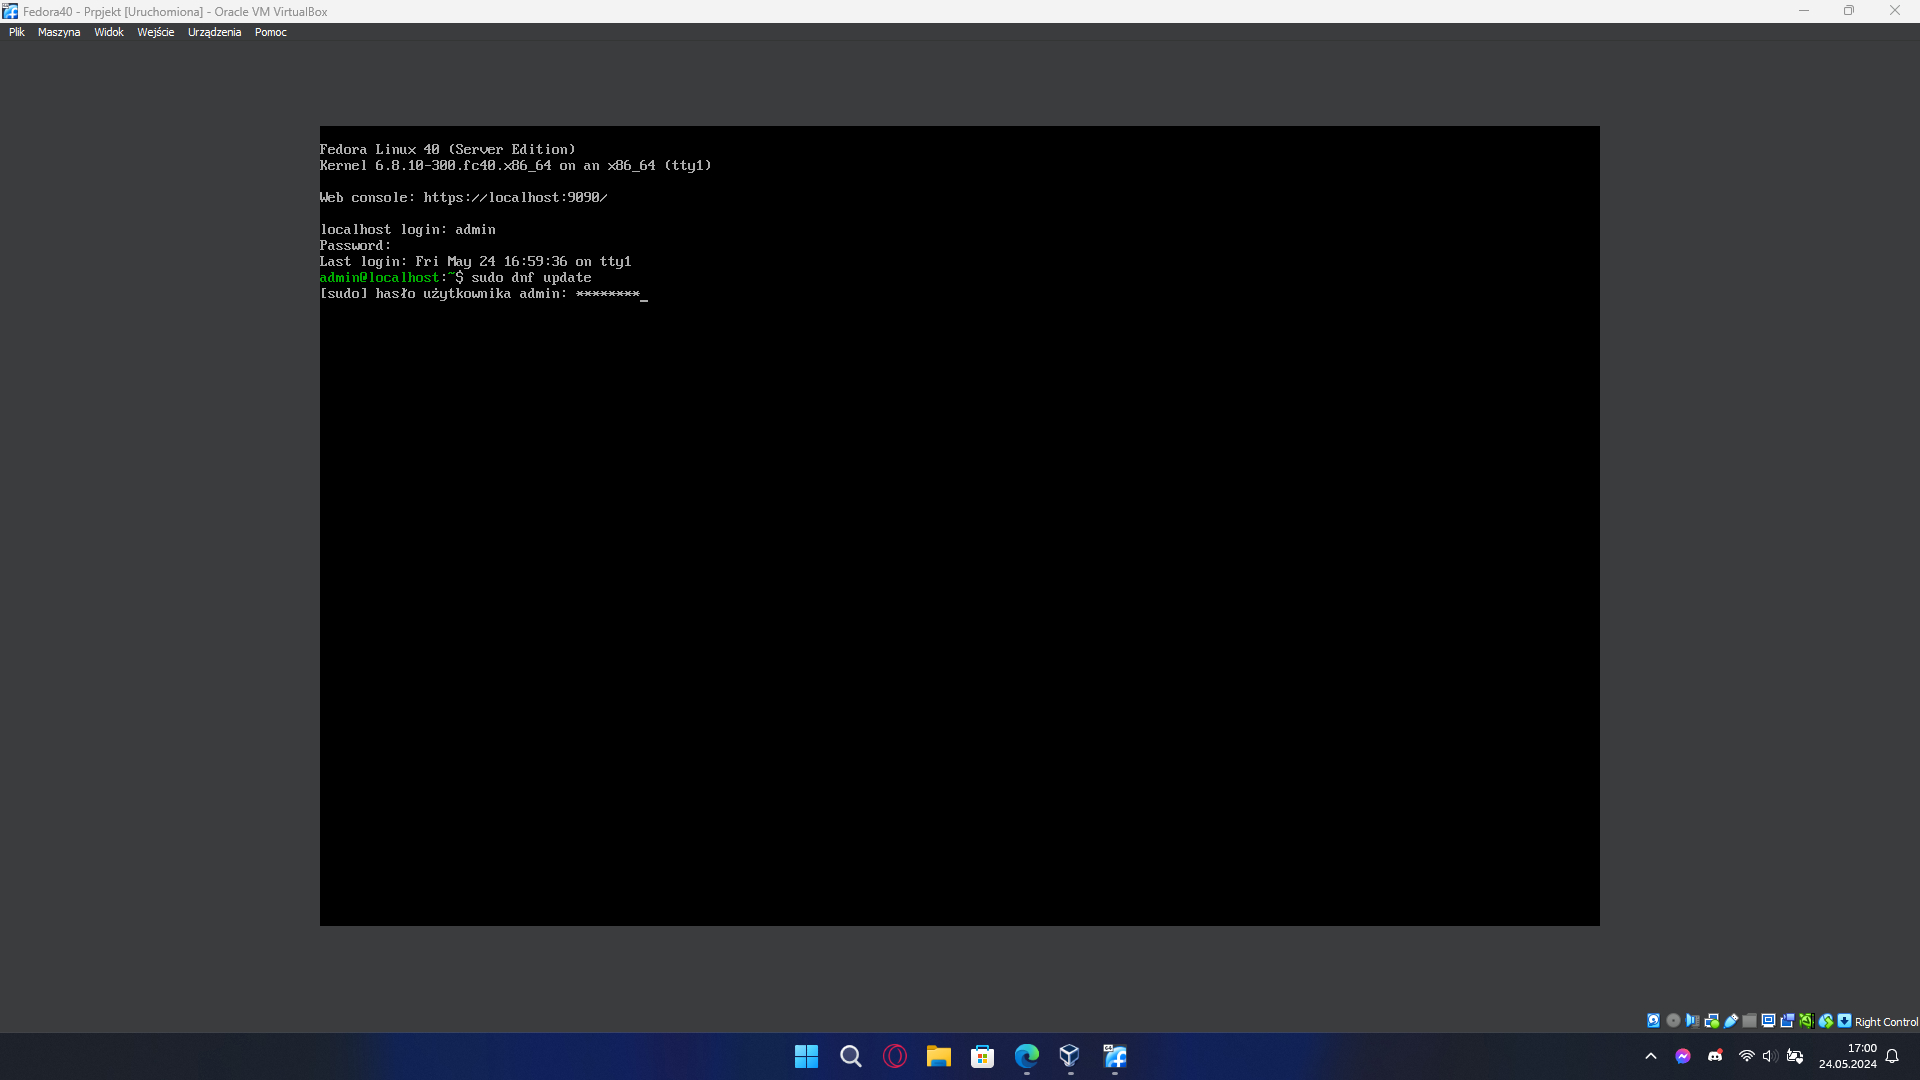 Fedora40 - Prpjekt [Uruchomiona] - Oracle VM VirtualBox
Plik Maszyna Widok Wejście Urządzenia Pomoc
Fedora Linux 40 (Server Edition)
Kernel 6.8.10-300.fc40.x86_64 on an x86_64 (tty1)
Web console: https://localhost:9090/
localhost login: admin
Password:
Last login: Fri May 24 16:59:36 on tty1
admin@localhost:~$ sudo dnf update
[sudo] hasło użytkownika admin: ********_
Right Control
17:00
24.05.2024